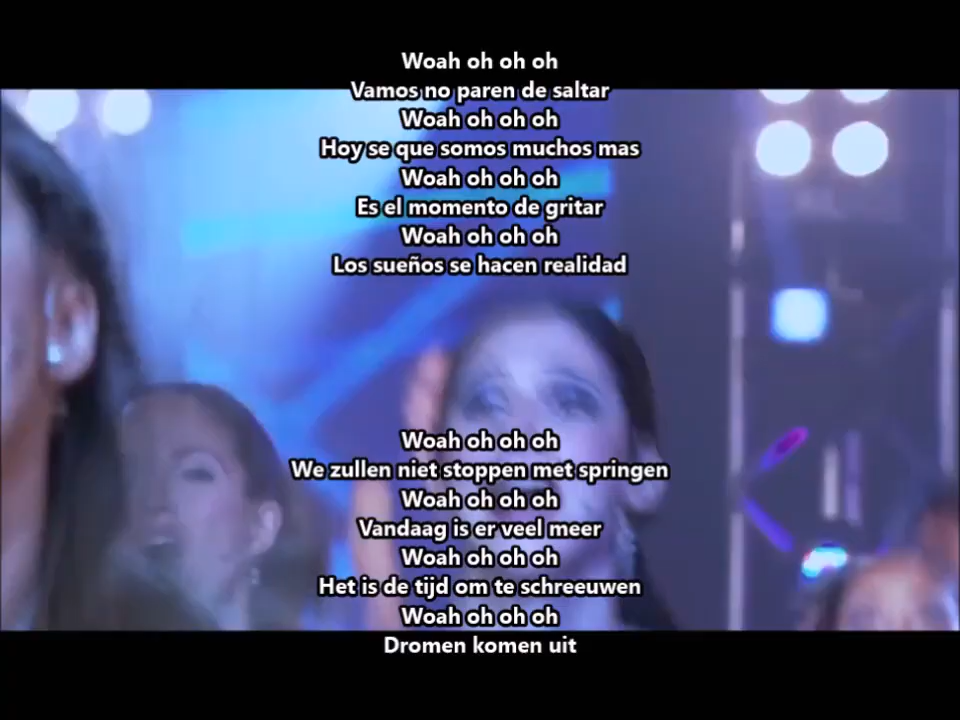 Woah oh oh oh
Vamos no paren de saltar
Woah oh oh oh
Hoy se que somos muchos mas
Woah oh oh oh
Es el momento de gritar
Woah oh oh oh
Los sueños se hacen realidad
Woah oh oh oh
We zullen niet stoppen met springen
Woah oh oh oh
Vandaag is er veel meer
Woah oh oh oh
Het is de tijd om te schreeuwen
Woah oh oh oh
Dromen komen uit